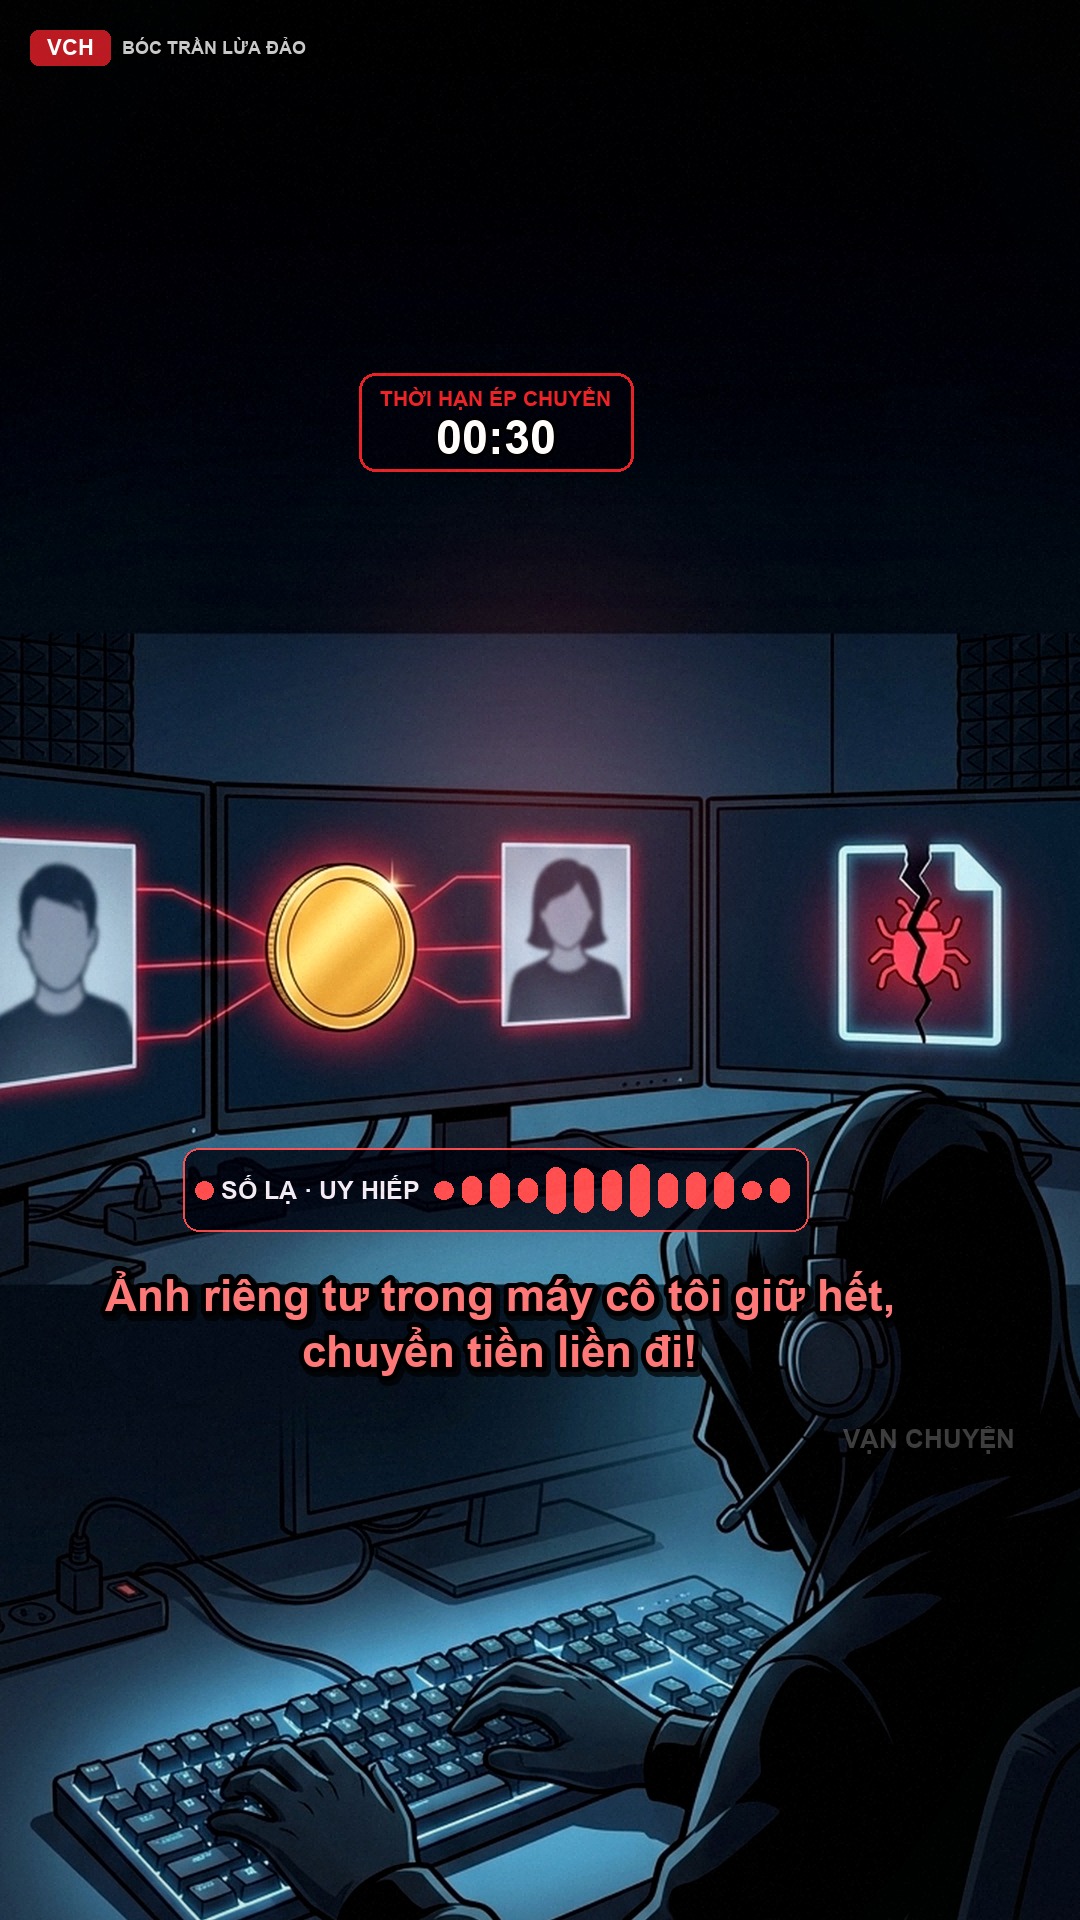 VCH BÓC TRẦN LỪA ĐẢO
THỜI HẠN ÉP CHUYỂN
00:30
SỐ LẠ · UY HIẾP
Ảnh riêng tư trong máy cô tôi giữ hết,
chuyển tiền liền đi!
VẠN CHUYỆN